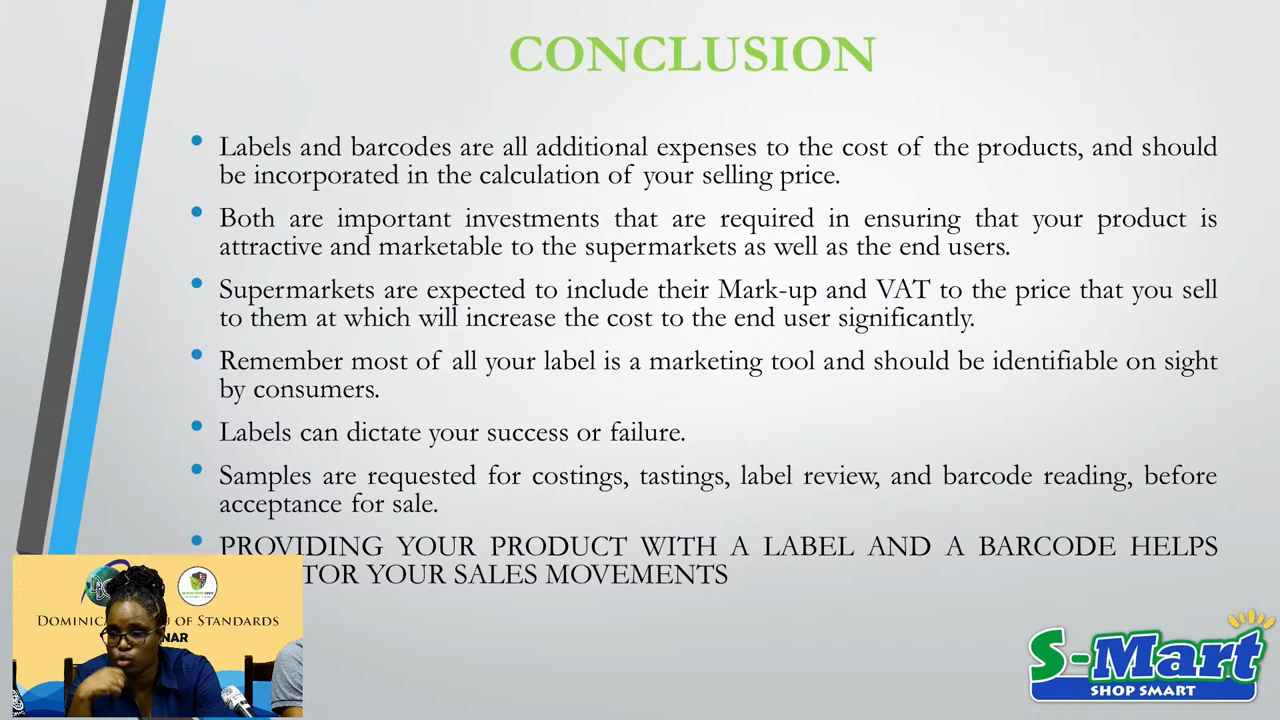 CONCLUSION
• Labels and barcodes are all additional expenses to the cost of the products, and should
be incorporated in the calculation of your selling price.
• Both are important investments that are required in ensuring that your product is
attractive and marketable to the supermarkets as well as the end users.
• Supermarkets are expected to include their Mark-up and VAT to the price that you sell
to them at which will increase the cost to the end user significantly.
• Remember most of all your label is a marketing tool and should be identifiable on sight
by consumers.
• Labels can dictate your success or failure.
• Samples are requested for costings, tastings, label review, and barcode reading, before
acceptance for sale.
• PROVIDING YOUR PRODUCT WITH A LABEL AND A BARCODE HELPS
TOR YOUR SALES MOVEMENTS
DOMINIC U OF STANDARDS
NAR
S-Mart
SHOP SMART